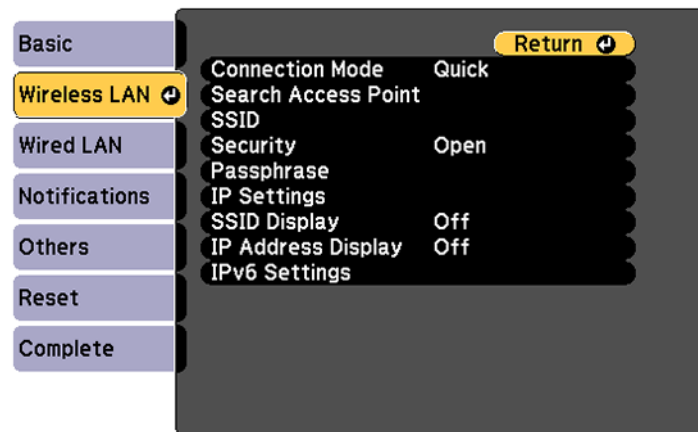 Basic
Wireless LAN
Wired LAN
Notifications
Others
Reset
Complete
Return
Connection Mode Quick
Search Access Point
SSID
Security Open
Passphrase
IP Settings
SSID Display Off
IP Address Display Off
IPv6 Settings